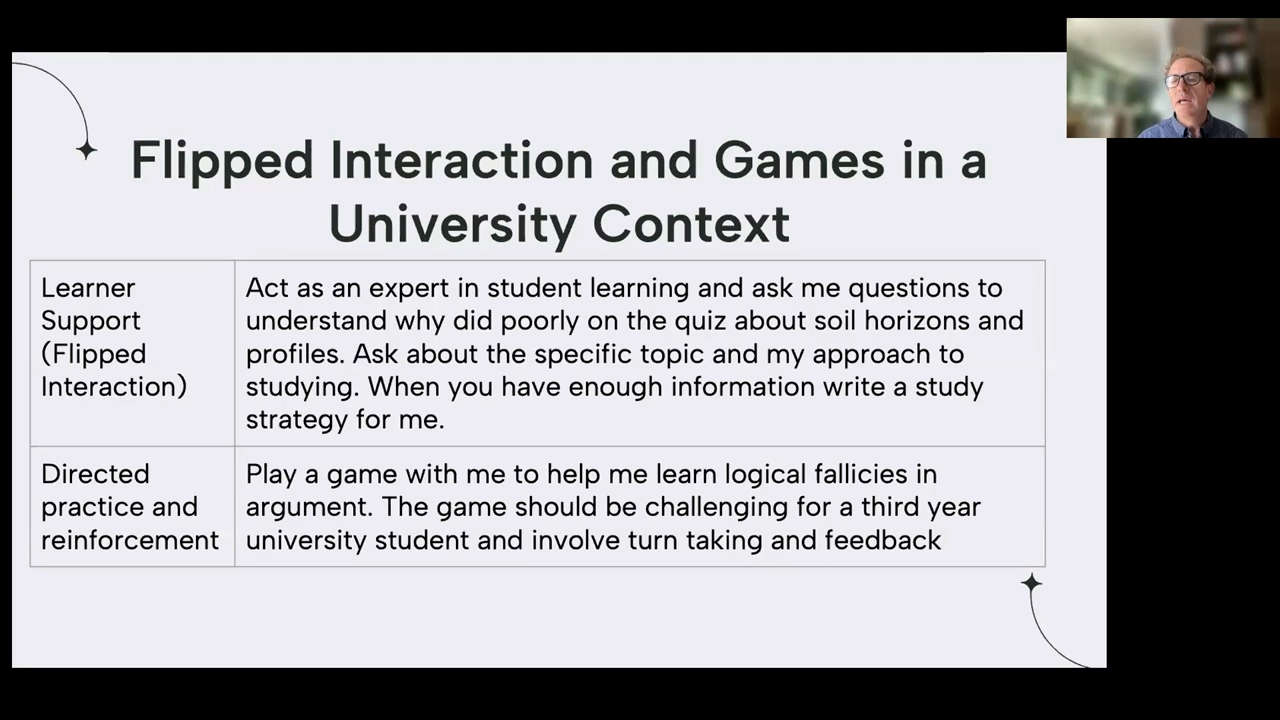 Flipped Interaction and Games in a
University Context
Learner
Support
(Flipped
Interaction)
Act as an expert in student learning and ask me questions to
understand why did poorly on the quiz about soil horizons and
profiles. Ask about the specific topic and my approach to
studying. When you have enough information write a study
strategy for me.
Directed
practice and
reinforcement
Play a game with me to help me learn logical fallicies in
argument. The game should be challenging for a third year
university student and involve turn taking and feedback